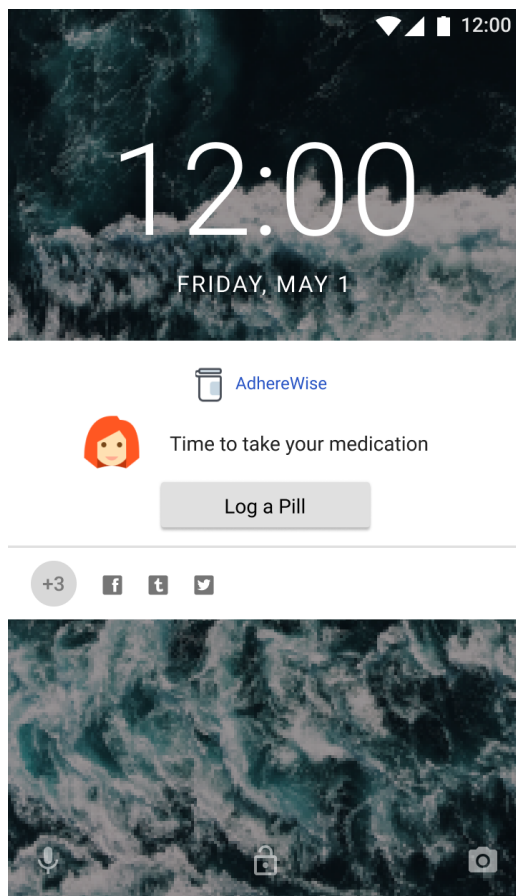 12:00
12:00
FRIDAY, MAY 1
AdhereWise
Time to take your medication
Log a Pill
+3